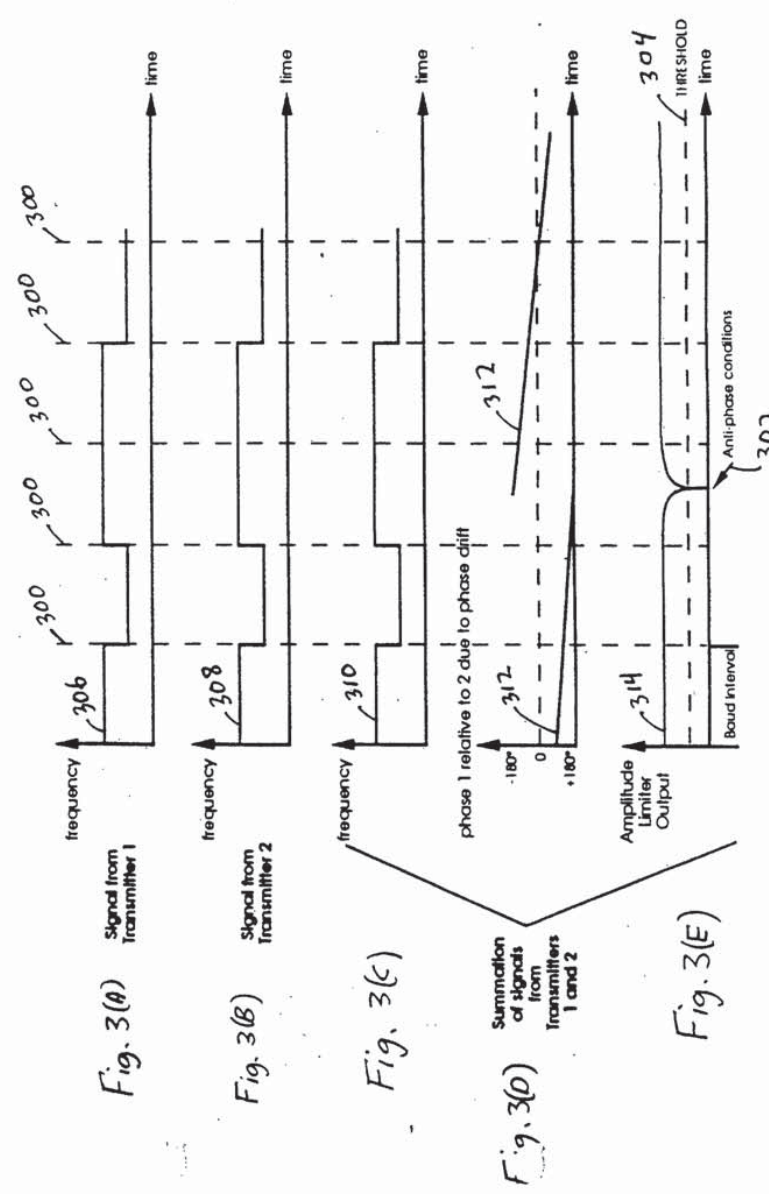 300
300
300
300
300
Fig. 3(A)
Signal from
Transmitter 1
frequency
306
time
Fig. 3(B)
Signal from
Transmitter 2
frequency
308
time
Fig. 3(C)
frequency
310
time
Fig. 3(D)
Summation
of signals
from
Transmitters
1 and 2
phase 1 relative to 2 due to phase drift
-180°
0
+180°
312
312
time
Fig. 3(E)
Amplitude
Limiter
Output
314
304
THRESHOLD
time
Baud Interval
Anti-phase conditions
302